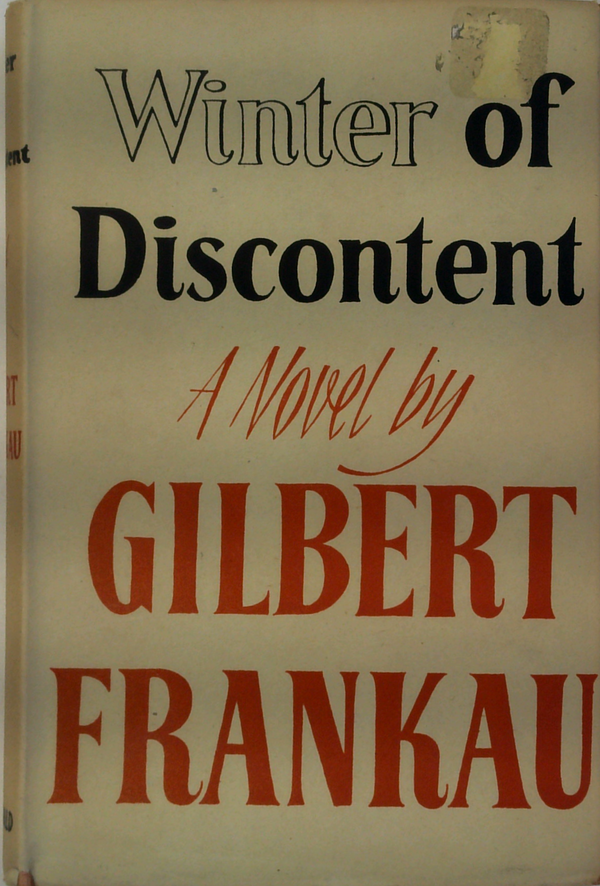 Winter of
Discontent
A Novel by
GILBERT
FRANKAU